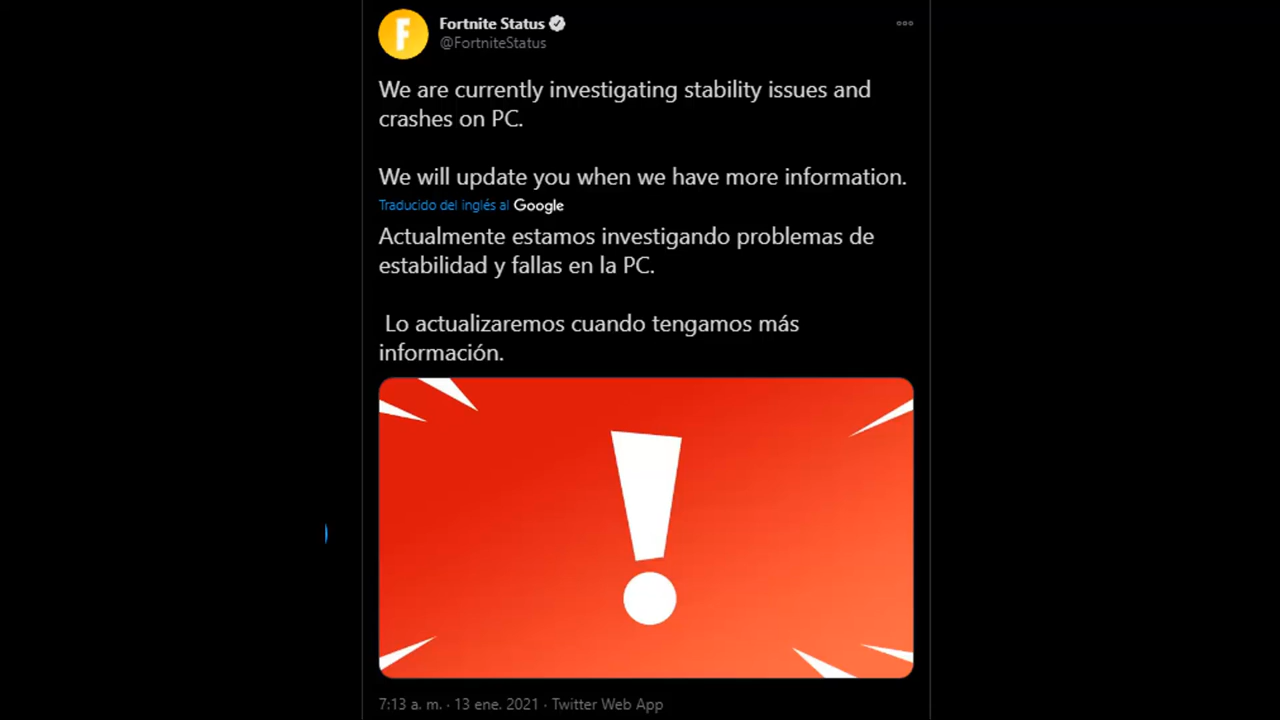 Fortnite Status
@FortniteStatus
We are currently investigating stability issues and
crashes on PC.
We will update you when we have more information.
Traducido del inglés al Google
Actualmente estamos investigando problemas de
estabilidad y fallas en la PC.
Lo actualizaremos cuando tengamos más
información.
!
7:13 a. m. · 13 ene. 2021 · Twitter Web App